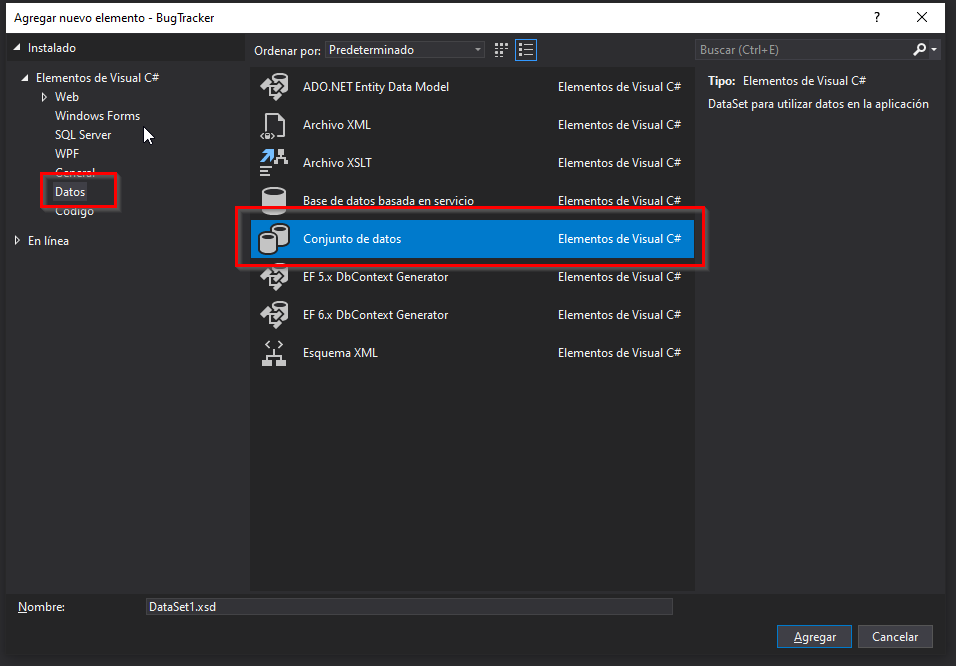 Agregar nuevo elemento - BugTracker
?
Instalado
Elementos de Visual C#
Web
Windows Forms
SQL Server
WPF
General
Datos
Código
En línea
Ordenar por: Predeterminado
ADO.NET Entity Data Model Elementos de Visual C#
Archivo XML Elementos de Visual C#
Archivo XSLT Elementos de Visual C#
Base de datos basada en servicio Elementos de Visual C#
Conjunto de datos Elementos de Visual C#
EF 5.x DbContext Generator Elementos de Visual C#
EF 6.x DbContext Generator Elementos de Visual C#
Esquema XML Elementos de Visual C#
Buscar (Ctrl+E)
Tipo: Elementos de Visual C#
DataSet para utilizar datos en la aplicación
Nombre: DataSet1.xsd
Agregar Cancelar